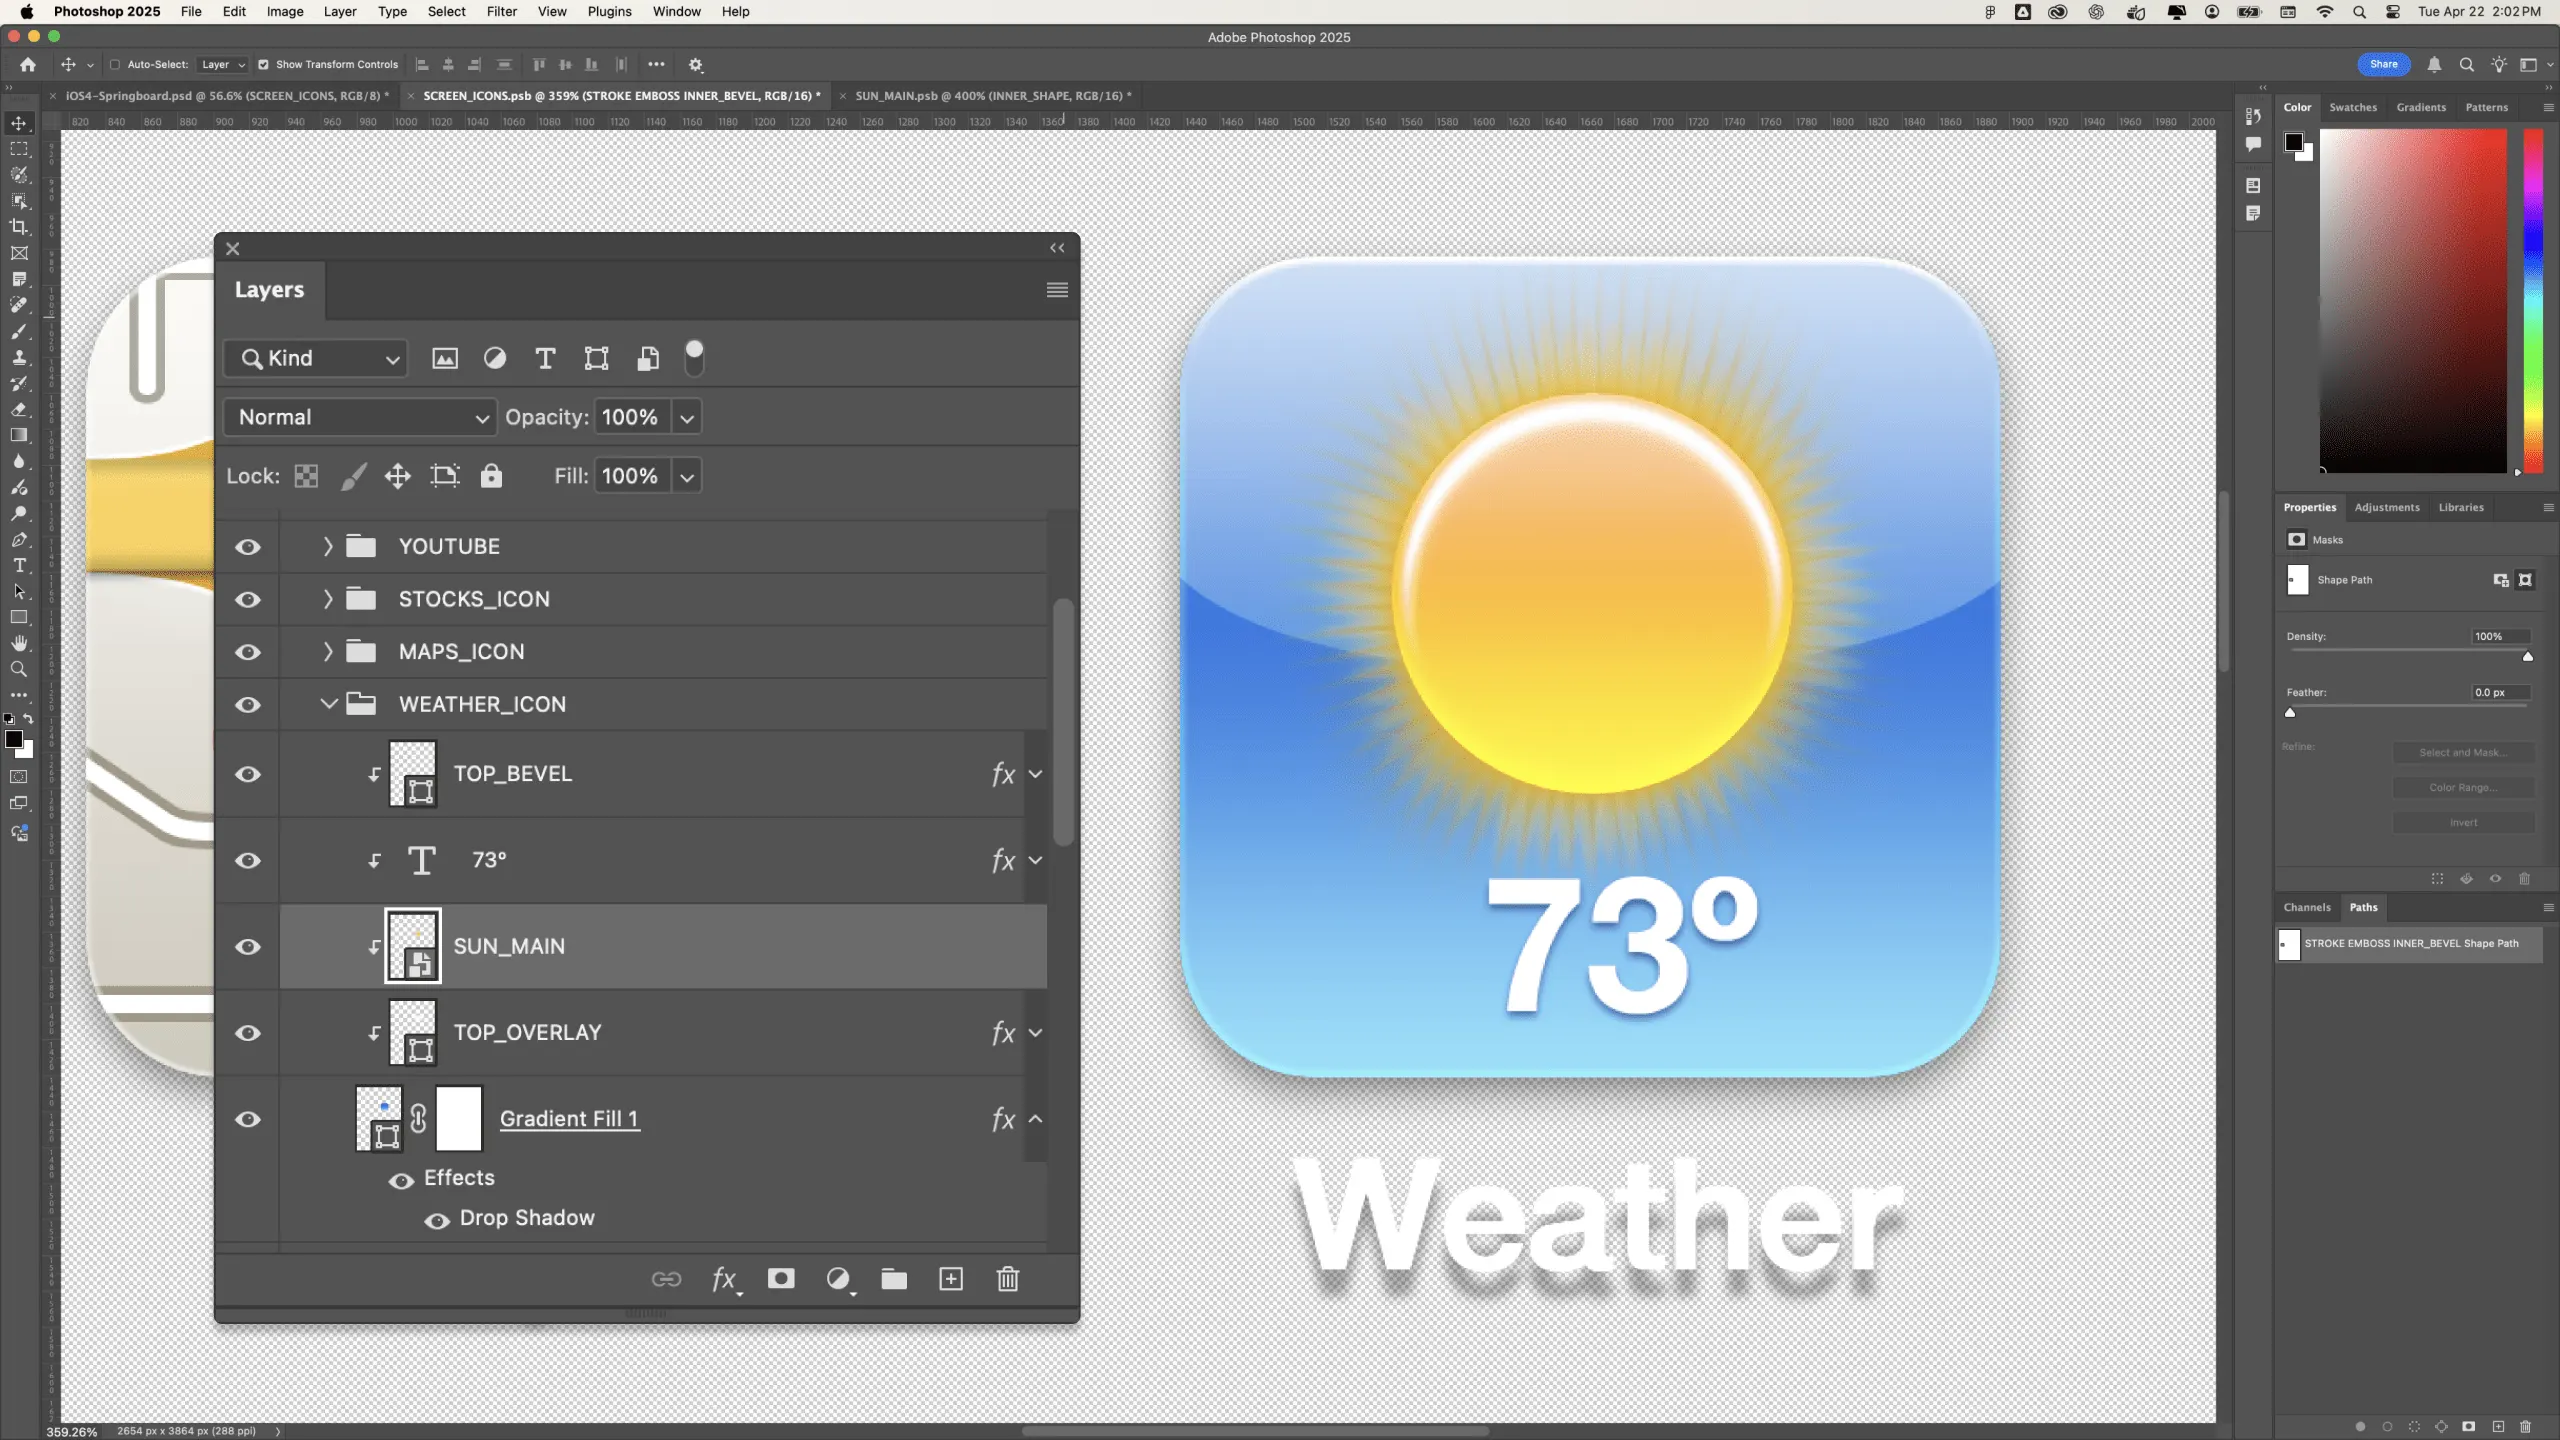 Photoshop 2025 File Edit Image Layer Type Select Filter View Plugins Window Help Tue Apr 22 2:02 PM
Adobe Photoshop 2025
Auto-Select: Layer Show Transform Controls Share
iOS4-Springboard.psd @ 56.6% (SCREEN_ICONS, RGB/8) * SCREEN_ICONS.psb @ 359% (STROKE EMBOSS INNER_BEVEL, RGB/16) * SUN_MAIN.psb @ 400% (INNER_SHAPE, RGB/16) *
820 840 860 880 900 920 940 960 980 1000 1020 1040 1060 1080 1100 1120 1140 1160 1180 1200 1220 1240 1260 1280 1300 1320 1340 1360 1380 1400 1420 1440 1460 1480 1500 1520 1540 1560 1580 1600 1620 1640 1660 1680 1700 1720 1740 1760 1780 1800 1820 1840 1860 1880 1900 1920 1940 1960 1980 2000
Layers
Kind
Normal Opacity: 100%
Lock: Fill: 100%
YOUTUBE
STOCKS_ICON
MAPS_ICON
WEATHER_ICON
TOP_BEVEL fx
T 73º fx
SUN_MAIN
TOP_OVERLAY fx
Gradient Fill 1 fx
Effects
Drop Shadow
fx
73º
Weather
Color Swatches Gradients Patterns
Properties Adjustments Libraries
Masks
Shape Path
Density: 100%
Feather: 0.0 px
Refine: Select and Mask...
Color Range...
Invert
Channels Paths
STROKE EMBOSS INNER_BEVEL Shape Path
359.26% 2654 px x 3864 px (288 ppi)